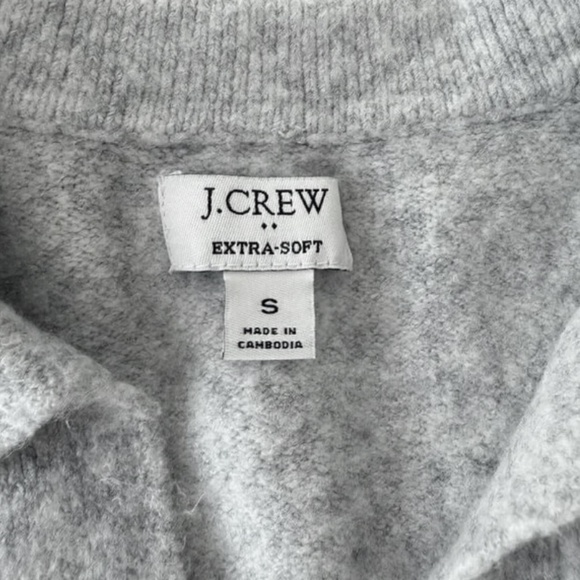 J.CREW
EXTRA-SOFT
S
MADE IN
CAMBODIA